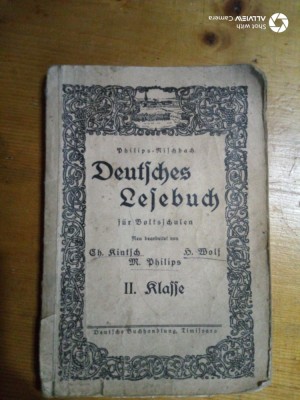 Shot with
ALLVIEW Camera
Philips-Rischbach
Deutsches
Lesebuch
für Volksschulen
Neu bearbeitet von
Ch. Kintsch H. Wolf
M. Philips
II. Klasse
Deutsche Buchhandlung, Timișoara